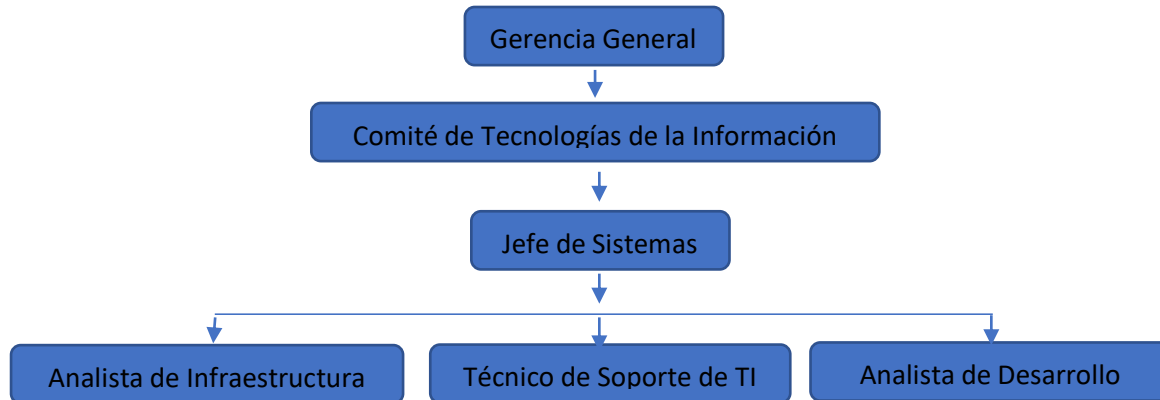 Gerencia General
Comité de Tecnologías de la Información
Jefe de Sistemas
Analista de Infraestructura
Técnico de Soporte de TI
Analista de Desarrollo